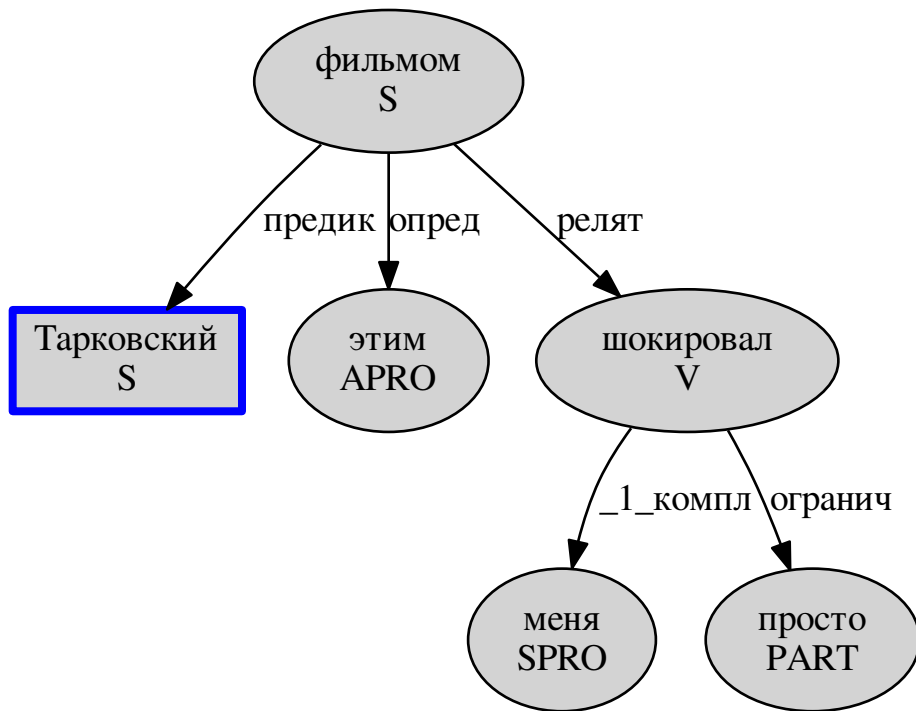 фильмом
S
предик
опред
релят
Тарковский
S
этим
APRO
шокировал
V
_1_компл
огранич
меня
SPRO
просто
PART